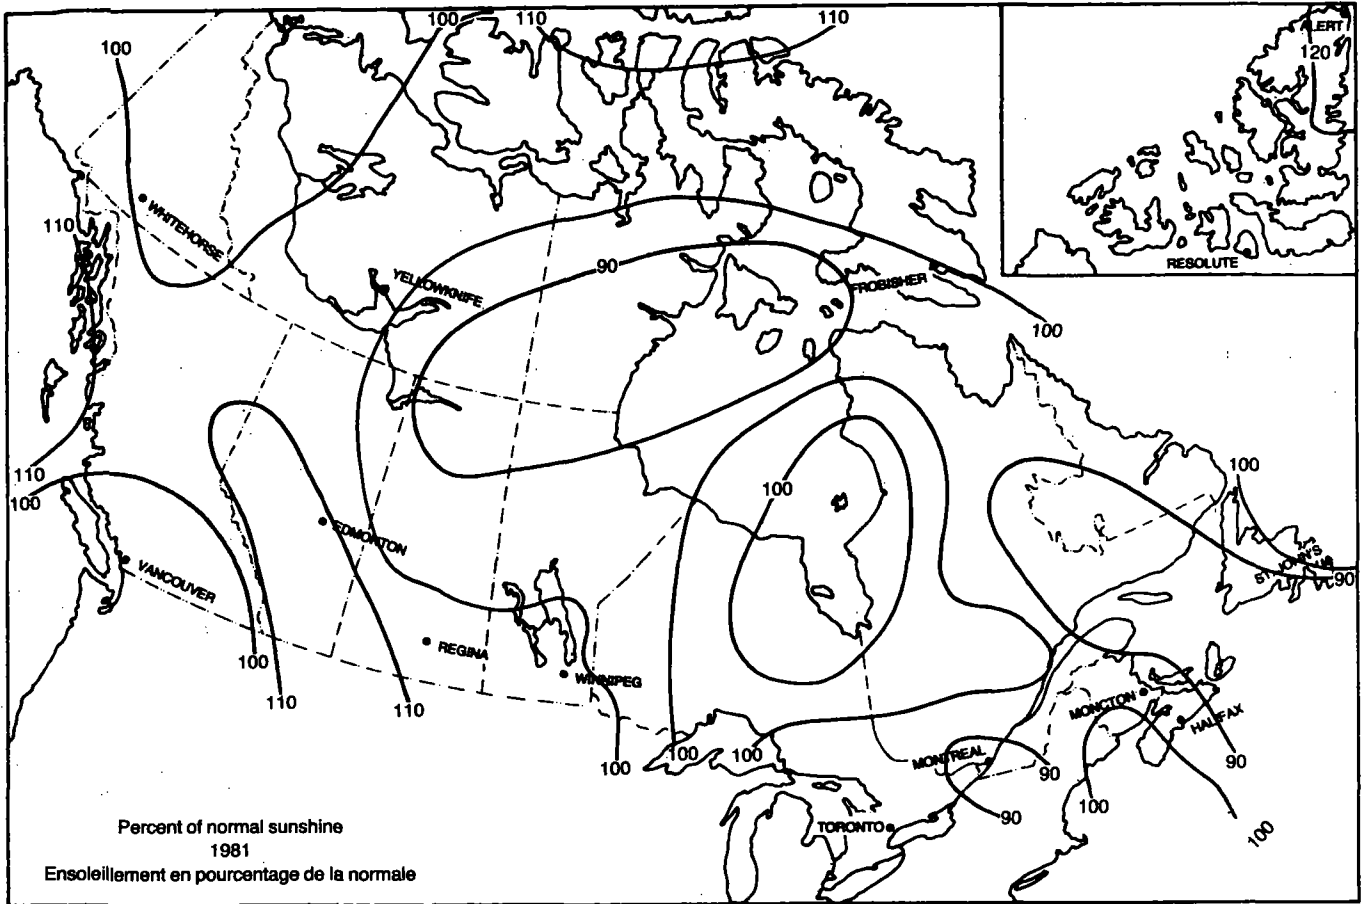 100
110
110
ALERT
120
100
WHITEHORSE
110
RESOLUTE
YELLOWKNIFE
90
FROBISHER
100
110
100
100
100
EDMONTON
VANCOUVER
ST. JOHN'S
90
REGINA
WINNIPEG
100
110
110
MONCTON
HALIFAX
100
100
100
MONTREAL
90
90
100
90
100
TORONTO
Percent of normal sunshine
1981
Ensoleillement en pourcentage de la normale